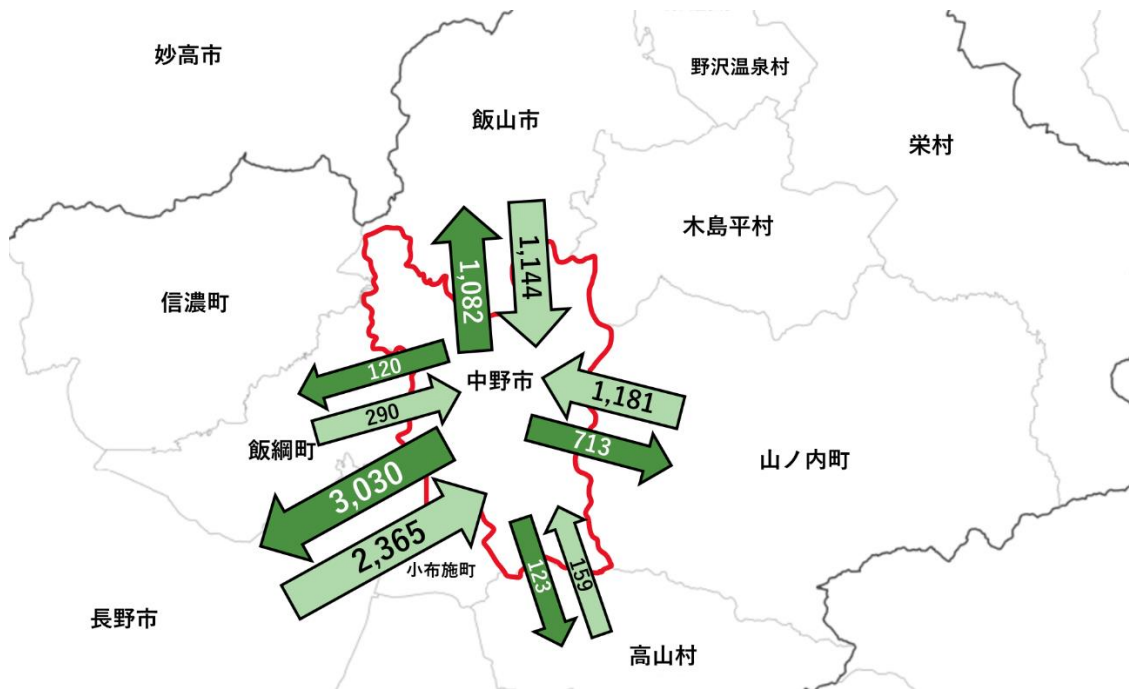 妙高市
野沢温泉村
飯山市
栄村
木島平村
信濃町
1,082
1,144
120
中野市
290
1,181
飯綱町
713
山ノ内町
3,030
2,365
小布施町
123
159
長野市
高山村